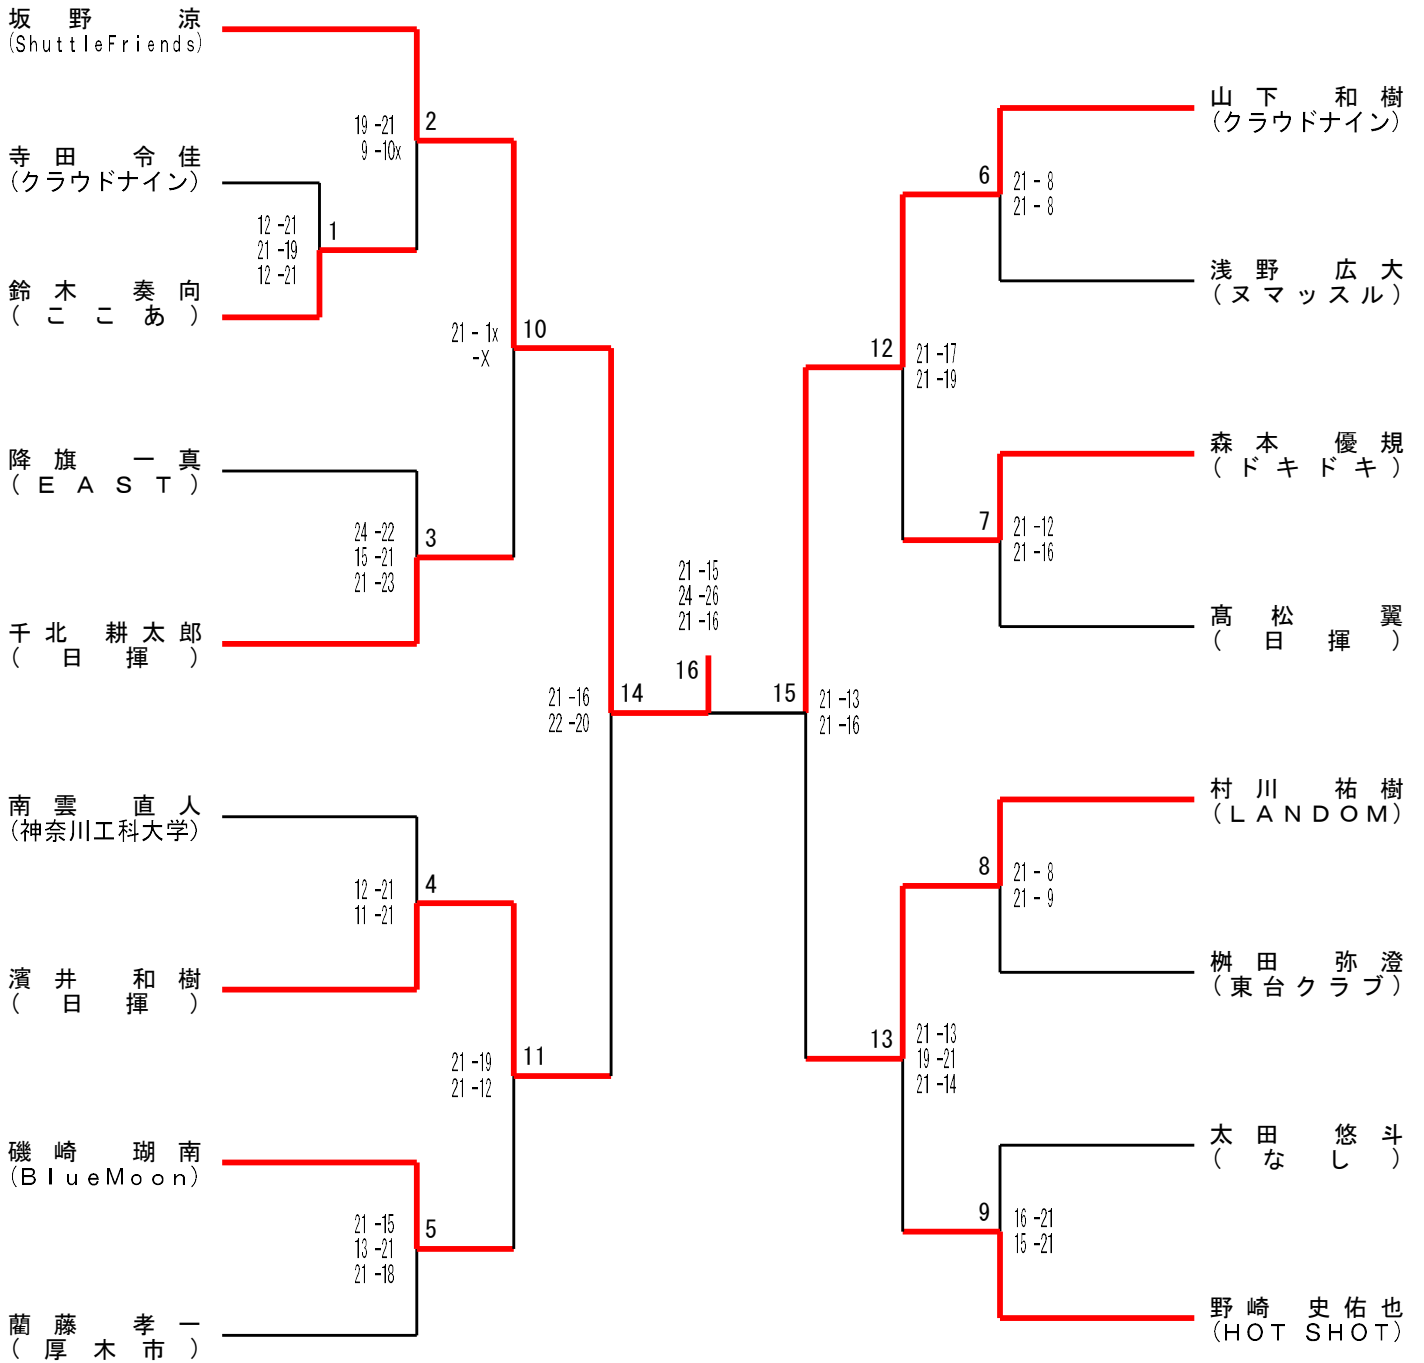 坂野 涼
(ShuttleFriends)
2
19 -21
9 -10x
寺田 令佳
(クラウドナイン)
1
12 -21
21 -19
12 -21
鈴木 奏向
(ここあ)
10
21 - 1x
-X
降旗 一真
(EAST)
3
24 -22
15 -21
21 -23
千北 耕太郎
(日揮)
14
21 -16
22 -20
南雲 直人
(神奈川工科大学)
4
12 -21
11 -21
濱井 和樹
(日揮)
11
21 -19
21 -12
磯崎 瑚南
(BlueMoon)
5
21 -15
13 -21
21 -18
藺藤 孝一
(厚木市)
21 -15
24 -26
21 -16
16
山下 和樹
(クラウドナイン)
6
21 - 8
21 - 8
浅野 広大
(ヌマッスル)
12
21 -17
21 -19
森本 優規
(ドキドキ)
7
21 -12
21 -16
髙松 翼
(日揮)
15
21 -13
21 -16
村川 祐樹
(LANDOM)
8
21 - 8
21 - 9
桝田 弥澄
(東台クラブ)
13
21 -13
19 -21
21 -14
太田 悠斗
(なし)
9
16 -21
15 -21
野崎 史佑也
(HOT SHOT)